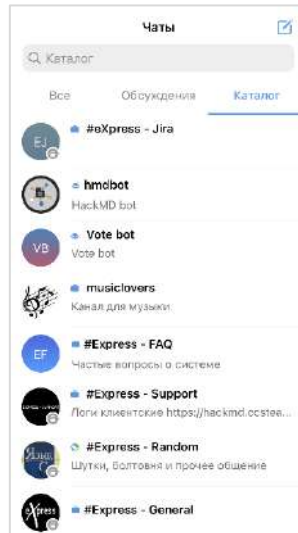 Чаты
Каталог
Все Обсуждения Каталог
EJ #eXpress - Jira
hmdbot
HackMD bot
VB Vote bot
Vote bot
musiclovers
Канал для музыки
EF #Express - FAQ
Частые вопросы о системе
#Express - Support
Логи клиентские https://hackmd.ccstea...
#Express - Random
Шутки, болтовня и прочее общение
eXpress #Express - General